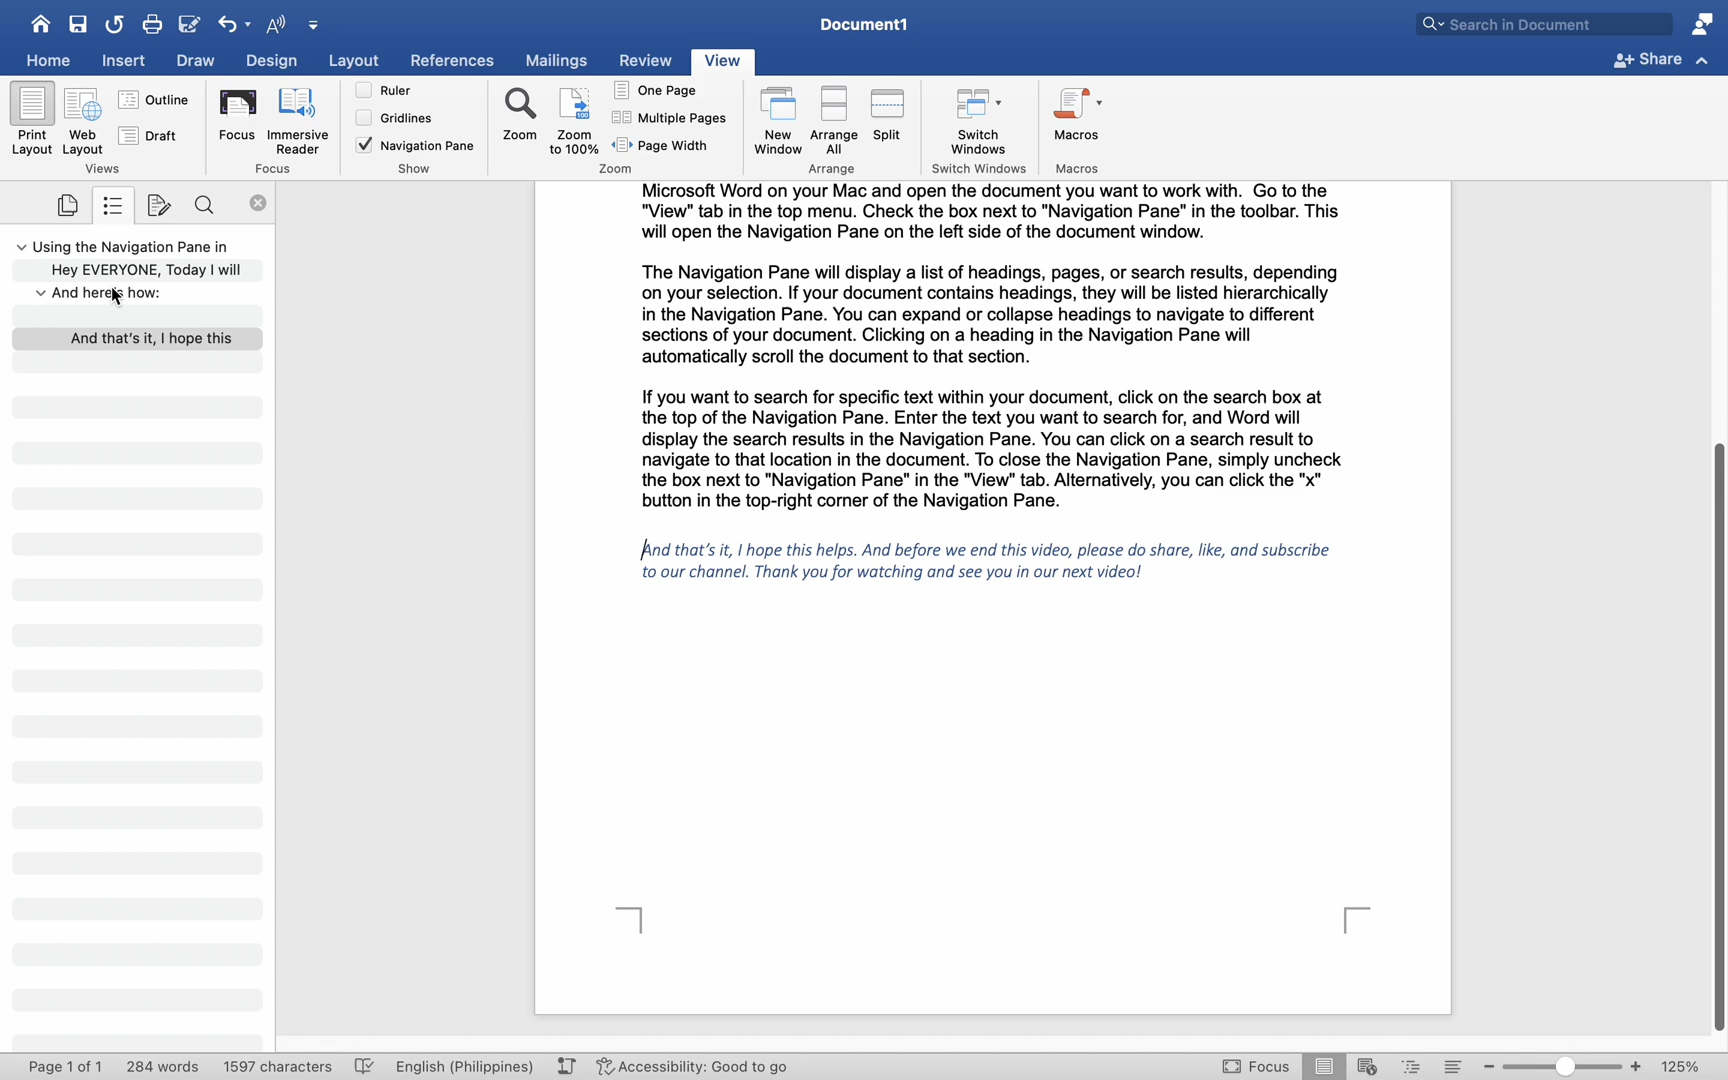 Document1
Search in Document
Home
Insert
Draw
Design
Layout
References
Mailings
Review
View
Share
Print Layout
Web Layout
Outline
Draft
Views
Focus
Immersive Reader
Focus
Ruler
Gridlines
Navigation Pane
Show
Zoom
Zoom to 100%
100
One Page
Multiple Pages
Page Width
Zoom
New Window
Arrange All
Split
Arrange
Switch Windows
Switch Windows
Macros
Macros
Using the Navigation Pane in
Hey EVERYONE, Today I will
And here's how:
And that's it, I hope this
Microsoft Word on your Mac and open the document you want to work with.  Go to the
"View" tab in the top menu. Check the box next to "Navigation Pane" in the toolbar. This
will open the Navigation Pane on the left side of the document window.
The Navigation Pane will display a list of headings, pages, or search results, depending
on your selection. If your document contains headings, they will be listed hierarchically
in the Navigation Pane. You can expand or collapse headings to navigate to different
sections of your document. Clicking on a heading in the Navigation Pane will
automatically scroll the document to that section.
If you want to search for specific text within your document, click on the search box at
the top of the Navigation Pane. Enter the text you want to search for, and Word will
display the search results in the Navigation Pane. You can click on a search result to
navigate to that location in the document. To close the Navigation Pane, simply uncheck
the box next to "Navigation Pane" in the "View" tab. Alternatively, you can click the "x"
button in the top-right corner of the Navigation Pane.
And that's it, I hope this helps. And before we end this video, please do share, like, and subscribe
to our channel. Thank you for watching and see you in our next video!
Page 1 of 1
284 words
1597 characters
English (Philippines)
Accessibility: Good to go
Focus
125%